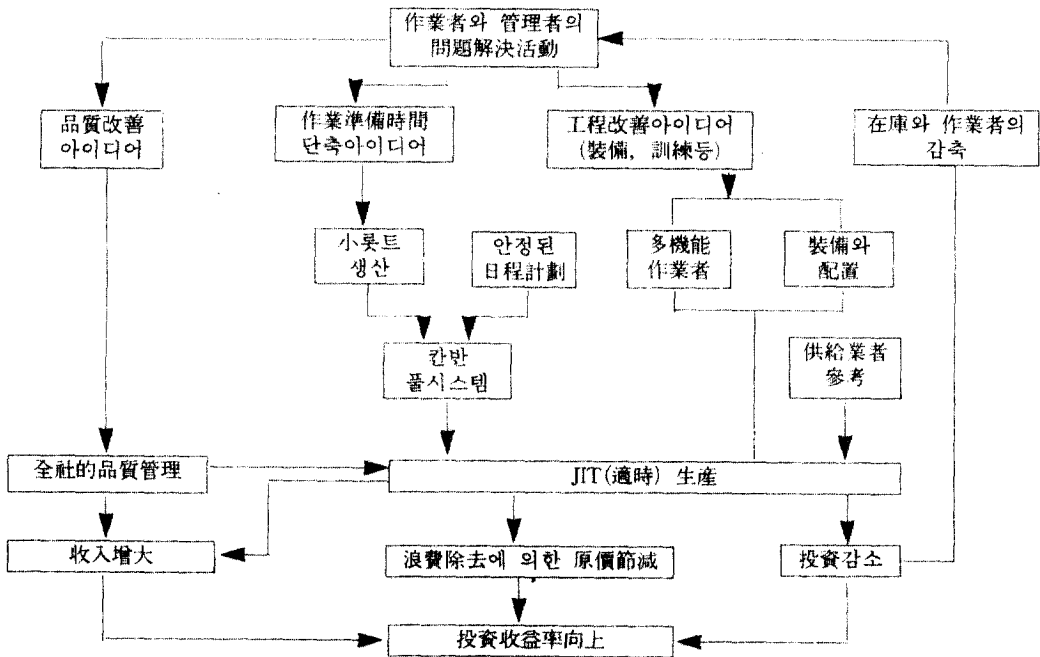 作業者와 管理者의
問題解決活動
品質改善
아이디어
作業準備時間
단축아이디어
工程改善아이디어
(裝備, 訓練등)
在庫와 作業者의
감축
小롯트
생산
안정된
日程計劃
多機能
作業者
裝備와
配置
칸반
풀시스템
供給業者
參考
全社的品質管理
JIT(適時) 生産
收入增大
浪費除去에 의한 原價節減
投資감소
投資收益率向上